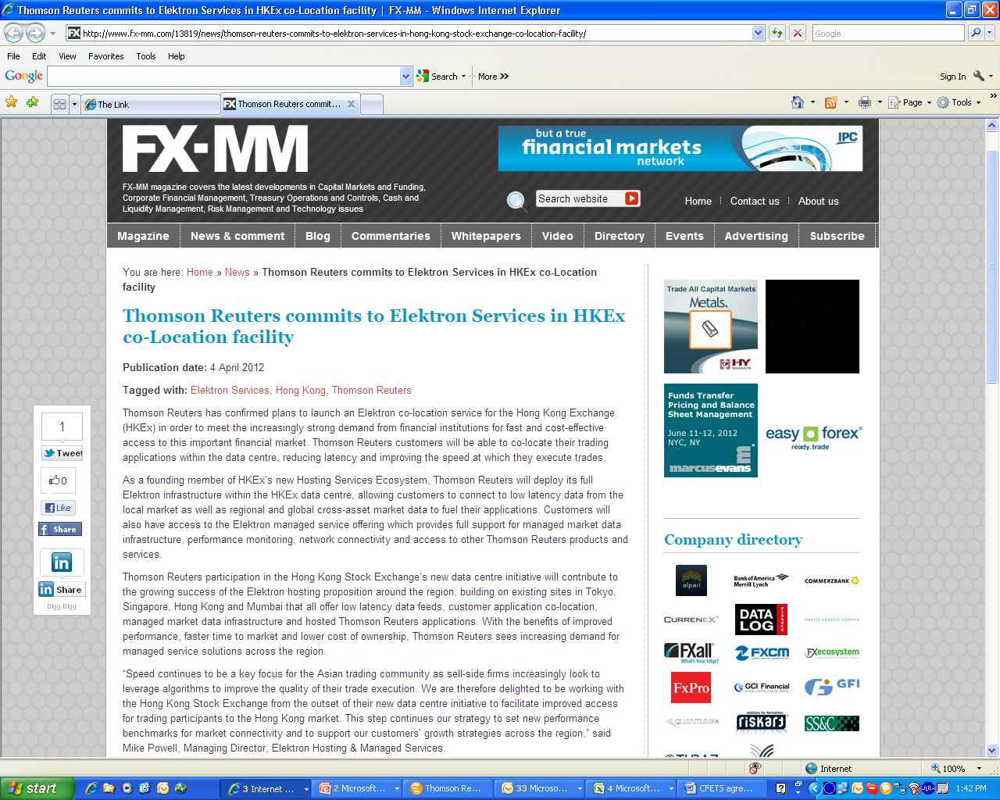 Thomson Reuters commits to Elektron Services in HKEx co-Location facility | FX-MM - Windows Internet Explorer
http://www.fx-mm.com/13819/news/thomson-reuters-commits-to-elektron-services-in-hong-kong-stock-exchange-co-location-facility/
Google
File Edit View Favorites Tools Help
Google Search More >> Sign In
The Link Thomson Reuters commit... Page Tools
FX-MM
but a true
financial markets
network
IPC
FX-MM magazine covers the latest developments in Capital Markets and Funding,
Corporate Financial Management, Treasury Operations and Controls, Cash and
Liquidity Management, Risk Management and Technology issues
Search website
Home Contact us About us
Magazine News & comment Blog Commentaries Whitepapers Video Directory Events Advertising Subscribe
You are here: Home » News » Thomson Reuters commits to Elektron Services in HKEx co-Location
facility
Thomson Reuters commits to Elektron Services in HKEx
co-Location facility
Publication date: 4 April 2012
Tagged with: Elektron Services, Hong Kong, Thomson Reuters
Thomson Reuters has confirmed plans to launch an Elektron co-location service for the Hong Kong Exchange
(HKEx) in order to meet the increasingly strong demand from financial institutions for fast and cost-effective
access to this important financial market. Thomson Reuters customers will be able to co-locate their trading
applications within the data centre, reducing latency and improving the speed at which they execute trades.
As a founding member of HKEx's new Hosting Services Ecosystem, Thomson Reuters will deploy its full
Elektron infrastructure within the HKEx data centre, allowing customers to connect to low latency data from the
local market as well as regional and global cross-asset market data to fuel their applications. Customers will
also have access to the Elektron managed service offering which provides full support for managed market data
infrastructure, performance monitoring, network connectivity and access to other Thomson Reuters products and
services.
Thomson Reuters participation in the Hong Kong Stock Exchange's new data centre initiative will contribute to
the growing success of the Elektron hosting proposition around the region, building on existing sites in Tokyo,
Singapore, Hong Kong and Mumbai that all offer low latency data feeds, customer application co-location,
managed market data infrastructure and hosted Thomson Reuters applications. With the benefits of improved
performance, faster time to market and lower cost of ownership, Thomson Reuters sees increasing demand for
managed service solutions across the region.
“Speed continues to be a key focus for the Asian trading community as sell-side firms increasingly look to
leverage algorithms to improve the quality of their trade execution. We are therefore delighted to be working with
the Hong Kong Stock Exchange from the outset of their new data centre initiative to facilitate improved access
for trading participants to the Hong Kong market. This step continues our strategy to set new performance
benchmarks for market connectivity and to support our customers' growth strategies across the region,” said
Mike Powell, Managing Director, Elektron Hosting & Managed Services.
1
Tweet
0
Like
Share
in
Share
Digg Digg
Trade All Capital Markets
Metals.
HY
MARKETS
Funds Transfer
Pricing and Balance
Sheet Management
June 11-12, 2012
NYC, NY
marcusevans
easy forex
ready.trade
Company directory
alpari
Bank of America
Merrill Lynch
COMMERZBANK
CURRENEX
DATA
LOG
FINANCE
DAVIES ARNOLD COOPER
FXall
What's Your Edge?
FXCM
FXecosystem
FxPro
GCI Financial
GFI
QUANTUMFX
solutions for derivatives
riskarj
SS&C
start
3 Internet ... 2 Microsoft... Thomson Re... 33 Microso... 4 Microsoft... CFETS agre...
Internet 100%
1:42 PM